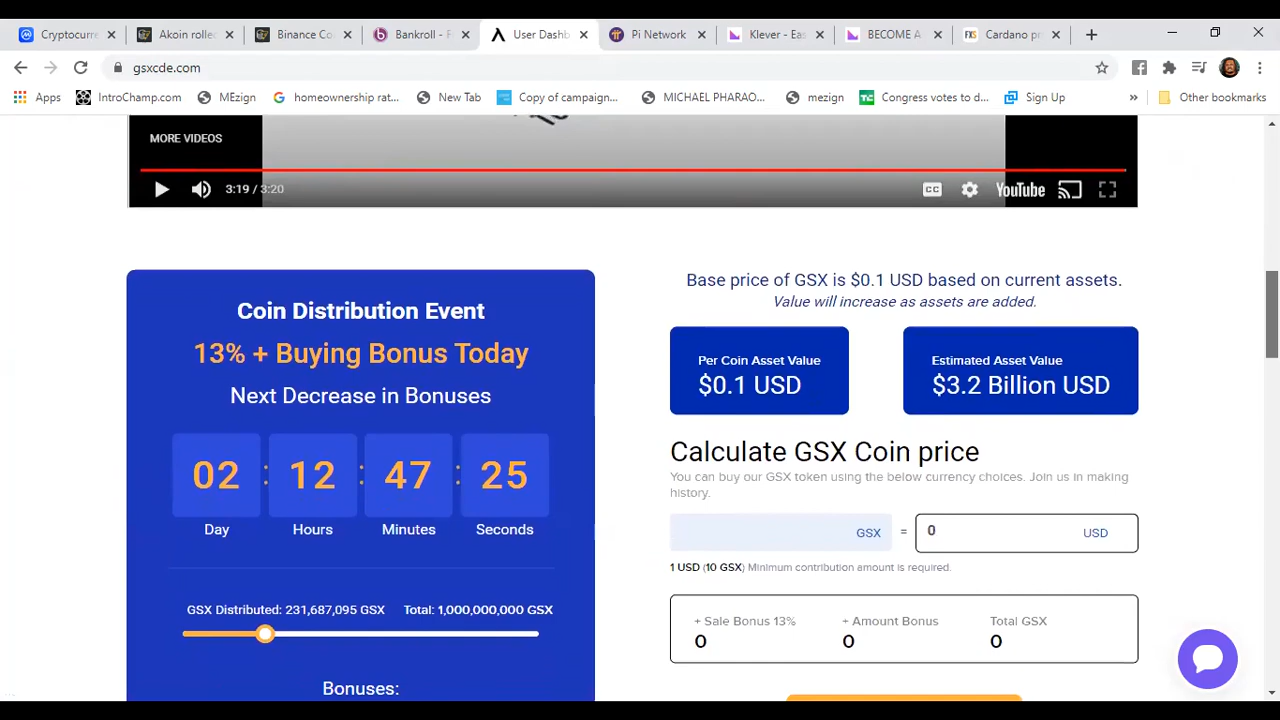 Cryptocurre
Akoin rolle
Binance Co
Bankroll - F
User Dashb
Pi Network
Klever - Eas
BECOME A
Cardano pr
gsxcde.com
Apps
IntroChamp.com
MEzign
homeownership rat...
New Tab
Copy of campaign...
MICHAEL PHARAO...
mezign
Congress votes to d...
Sign Up
Other bookmarks
MORE VIDEOS
3:19 / 3:20
CC
YouTube
Coin Distribution Event
13% + Buying Bonus Today
Next Decrease in Bonuses
02 : 12 : 47 : 25
Day Hours Minutes Seconds
GSX Distributed: 231,687,095 GSX Total: 1,000,000,000 GSX
Bonuses:
Base price of GSX is $0.1 USD based on current assets.
Value will increase as assets are added.
Per Coin Asset Value
$0.1 USD
Estimated Asset Value
$3.2 Billion USD
Calculate GSX Coin price
You can buy our GSX token using the below currency choices. Join us in making
history.
GSX = 0 USD
1 USD (10 GSX) Minimum contribution amount is required.
+ Sale Bonus 13% + Amount Bonus Total GSX
0 0 0